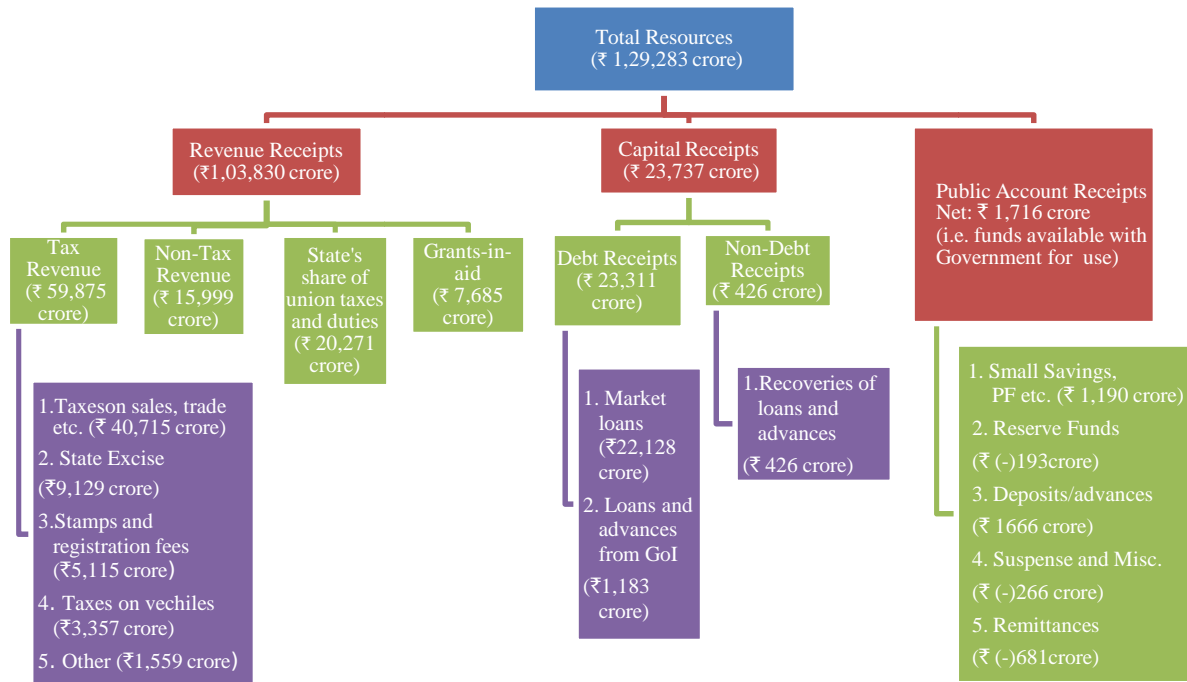 Total Resources
(₹ 1,29,283 crore)
Revenue Receipts
(₹1,03,830 crore)
Capital Receipts
(₹ 23,737 crore)
Public Account Receipts
Net: ₹ 1,716 crore
(i.e. funds available with
Government for use)
Tax
Revenue
(₹ 59,875
crore)
Non-Tax
Revenue
(₹ 15,999
crore)
State's
share of
union taxes
and duties
(₹ 20,271
crore)
Grants-in-
aid
(₹ 7,685
crore)
Debt Receipts
(₹ 23,311
crore)
Non-Debt
Receipts
(₹ 426 crore)
1.Taxeson sales, trade
etc. (₹ 40,715 crore)
2. State Excise
(₹9,129 crore)
3.Stamps and
registration fees
(₹5,115 crore)
4. Taxes on vechiles
(₹3,357 crore)
5. Other (₹1,559 crore)
1. Market
loans
(₹22,128
crore)
2. Loans and
advances
from GoI
(₹1,183
crore)
1.Recoveries of
loans and
advances
(₹ 426 crore)
1. Small Savings,
PF etc. (₹ 1,190 crore)
2. Reserve Funds
(₹ (-)193crore)
3. Deposits/advances
(₹ 1666 crore)
4. Suspense and Misc.
(₹ (-)266 crore)
5. Remittances
(₹ (-)681crore)